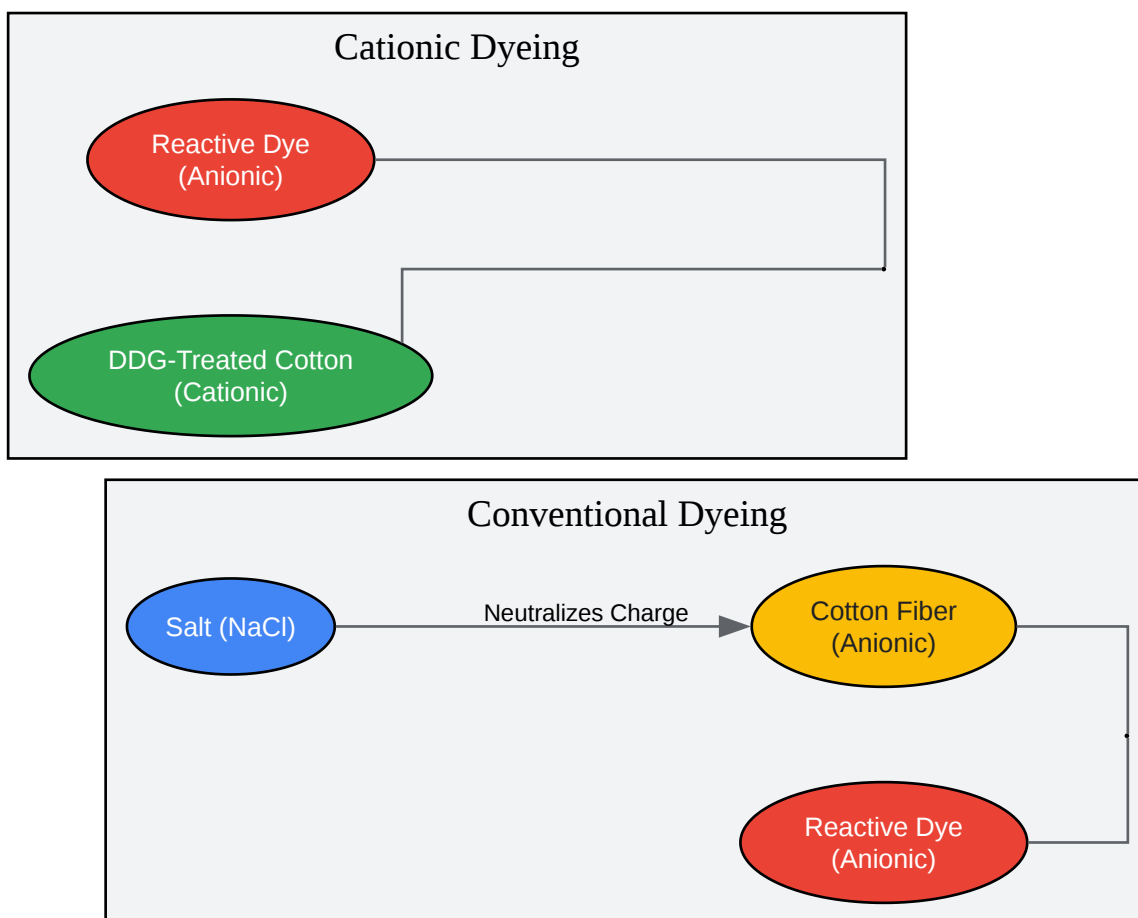 Cationic Dyeing
Reactive Dye
(Anionic)
DDG-Treated Cotton
(Cationic)
Conventional Dyeing
Salt (NaCl)
Neutralizes Charge
Cotton Fiber
(Anionic)
Reactive Dye
(Anionic)